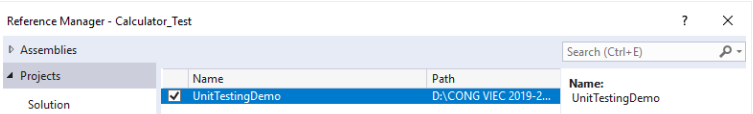 Reference Manager - Calculator_Test ? ×
Assemblies
Search (Ctrl+E)
Projects
Solution
Name Path
UnitTestingDemo D:\CONG VIEC 2019-2...
Name:
UnitTestingDemo